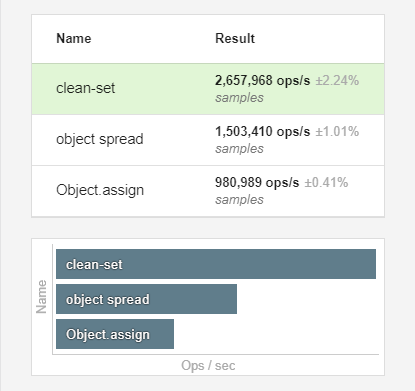 Name Result
clean-set 2,657,968 ops/s ±2.24%
samples
object spread 1,503,410 ops/s ±1.01%
samples
Object.assign 980,989 ops/s ±0.41%
samples
Name
clean-set
object spread
Object.assign
Ops / sec